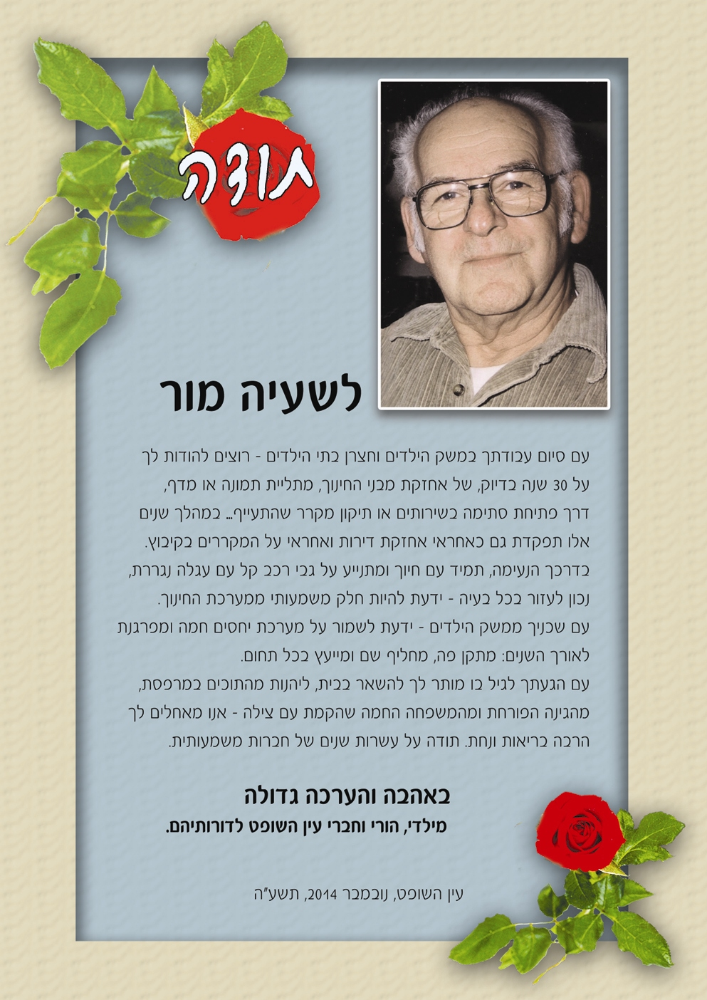 תודה
לשעיה מור
עם סיום עבודתך במשק הילדים וחצרן בתי הילדים - רוצים להודות לך
על 30 שנה בדיוק, של אחזקת מבני החינוך, מתליית תמונה או מדף,
דרך פתיחת סתימה בשירותים או תיקון מקרר שהתעייף... במהלך שנים
אלו תפקדת גם כאחראי אחזקת דירות ואחראי על המקררים בקיבוץ.
בדרכך הנעימה, תמיד עם חיוך ומתנייע על גבי רכב קל עם עגלה נגררת,
נכון לעזור בכל בעיה - ידעת להיות חלק משמעותי ממערכת החינוך.
עם שכניך ממשק הילדים - ידעת לשמור על מערכת יחסים חמה ומפרגנת
לאורך השנים: מתקן פה, מחליף שם ומייעץ בכל תחום.
עם הגעתך לגיל בו מותר לך להשאר בבית, ליהנות מהתוכים במרפסת,
מהגינה הפורחת ומהמשפחה החמה שהקמת עם צילה - אנו מאחלים לך
הרבה בריאות ונחת. תודה על עשרות שנים של חברות משמעותית.
באהבה והערכה גדולה
מילדי, הורי וחברי עין השופט לדורותיהם.
עין השופט, נובמבר 2014, תשע"ה